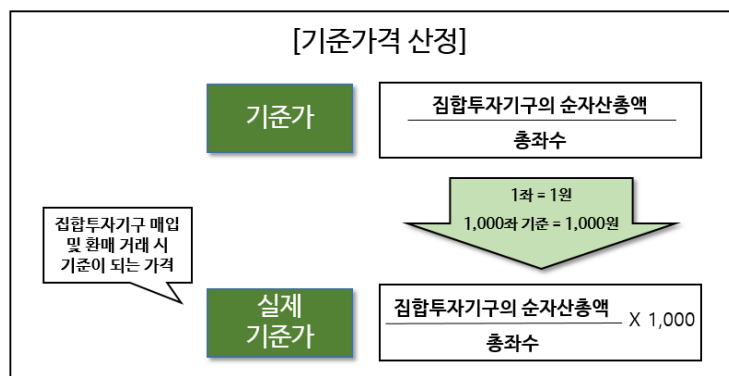 [기준가격 산정]
기준가
집합투자기구의 순자산총액
총좌수
1좌 = 1원
1,000좌 기준 = 1,000원
집합투자기구 매입
및 환매 거래 시
기준이 되는 가격
실제
기준가
집합투자기구의 순자산총액
X 1,000
총좌수